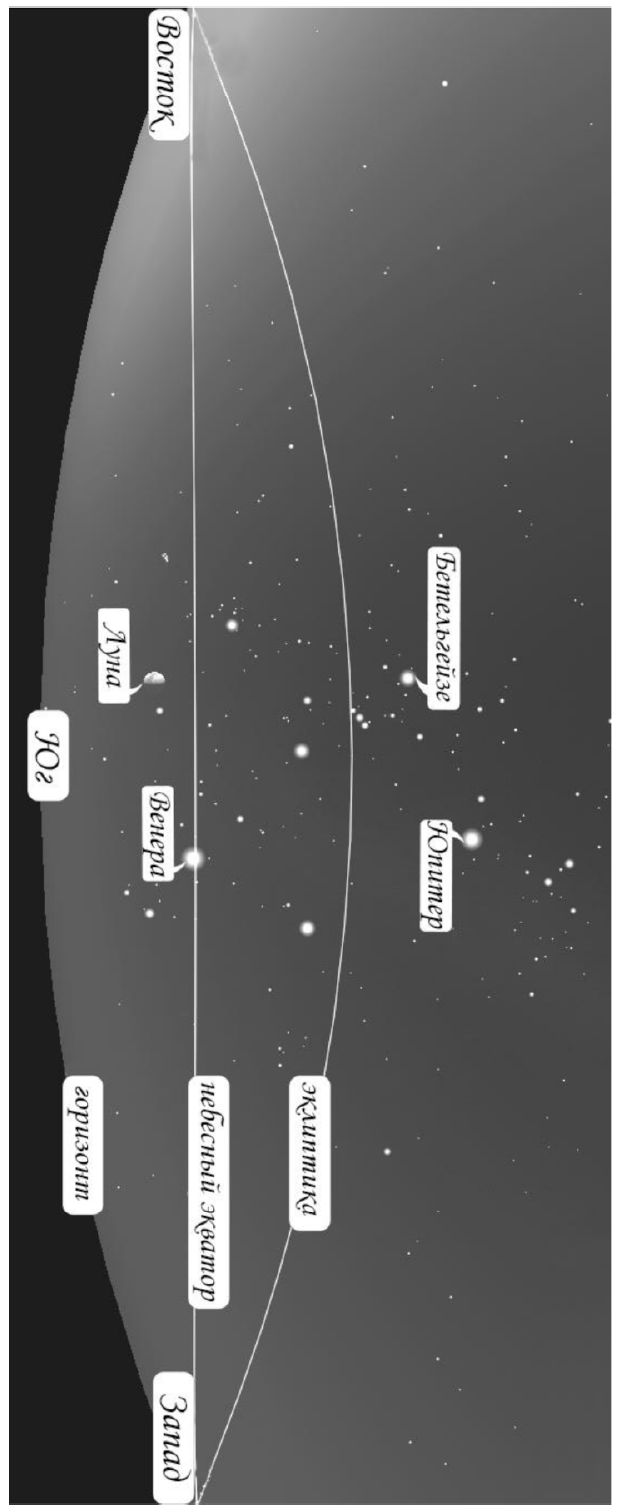 Восток
Бетельгейзе
Луна
Юг
Венера
Юпитер
горизонт
небесный экватор
эклиптика
Запад